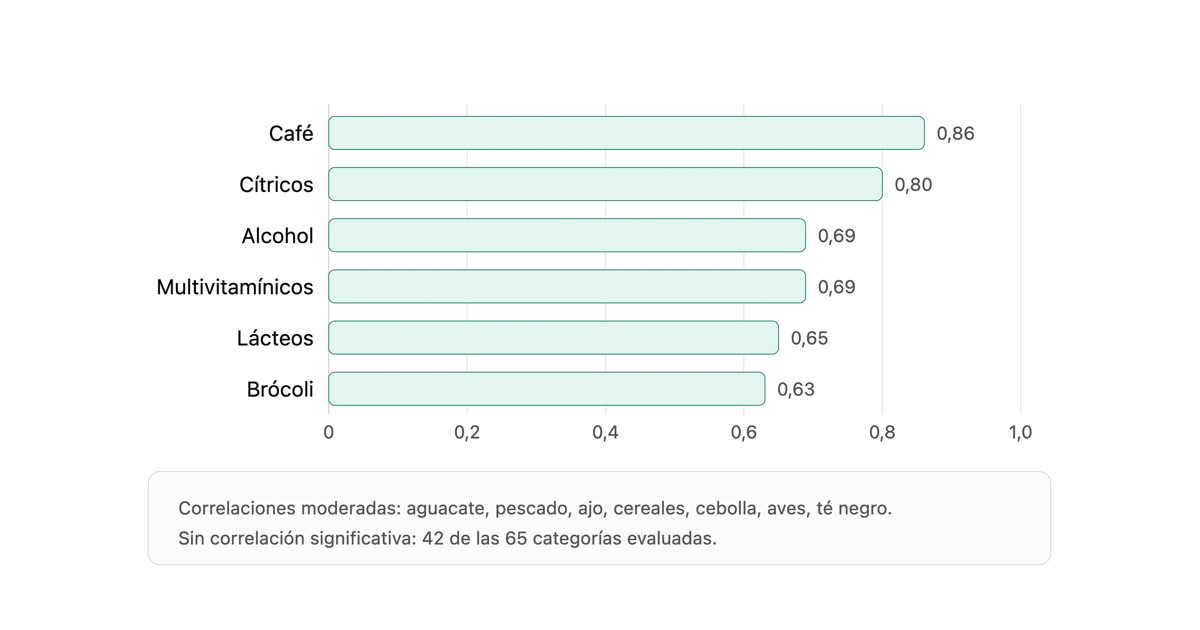 Café 0,86
Cítricos 0,80
Alcohol 0,69
Multivitamínicos 0,69
Lácteos 0,65
Brócoli 0,63
0 0,2 0,4 0,6 0,8 1,0
Correlaciones moderadas: aguacate, pescado, ajo, cereales, cebolla, aves, té negro.
Sin correlación significativa: 42 de las 65 categorías evaluadas.